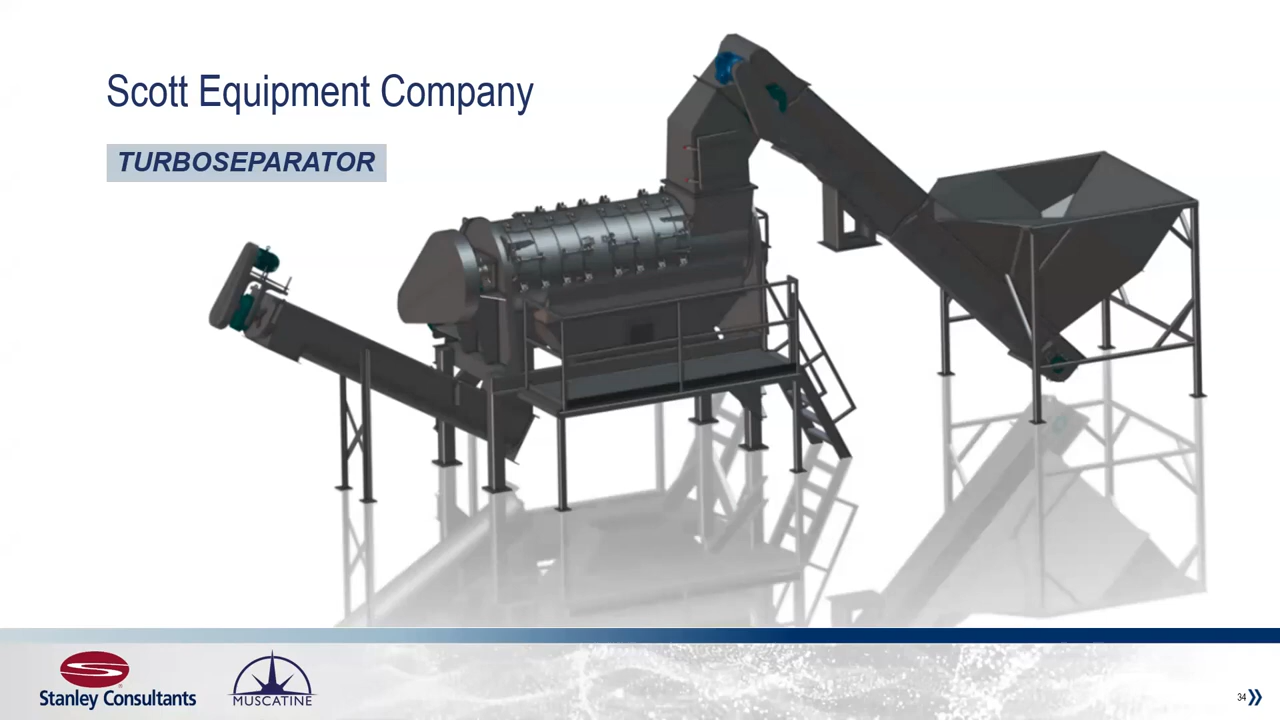 Scott Equipment Company
TURBOSEPARATOR
Stanley Consultants
MUSCATINE
34